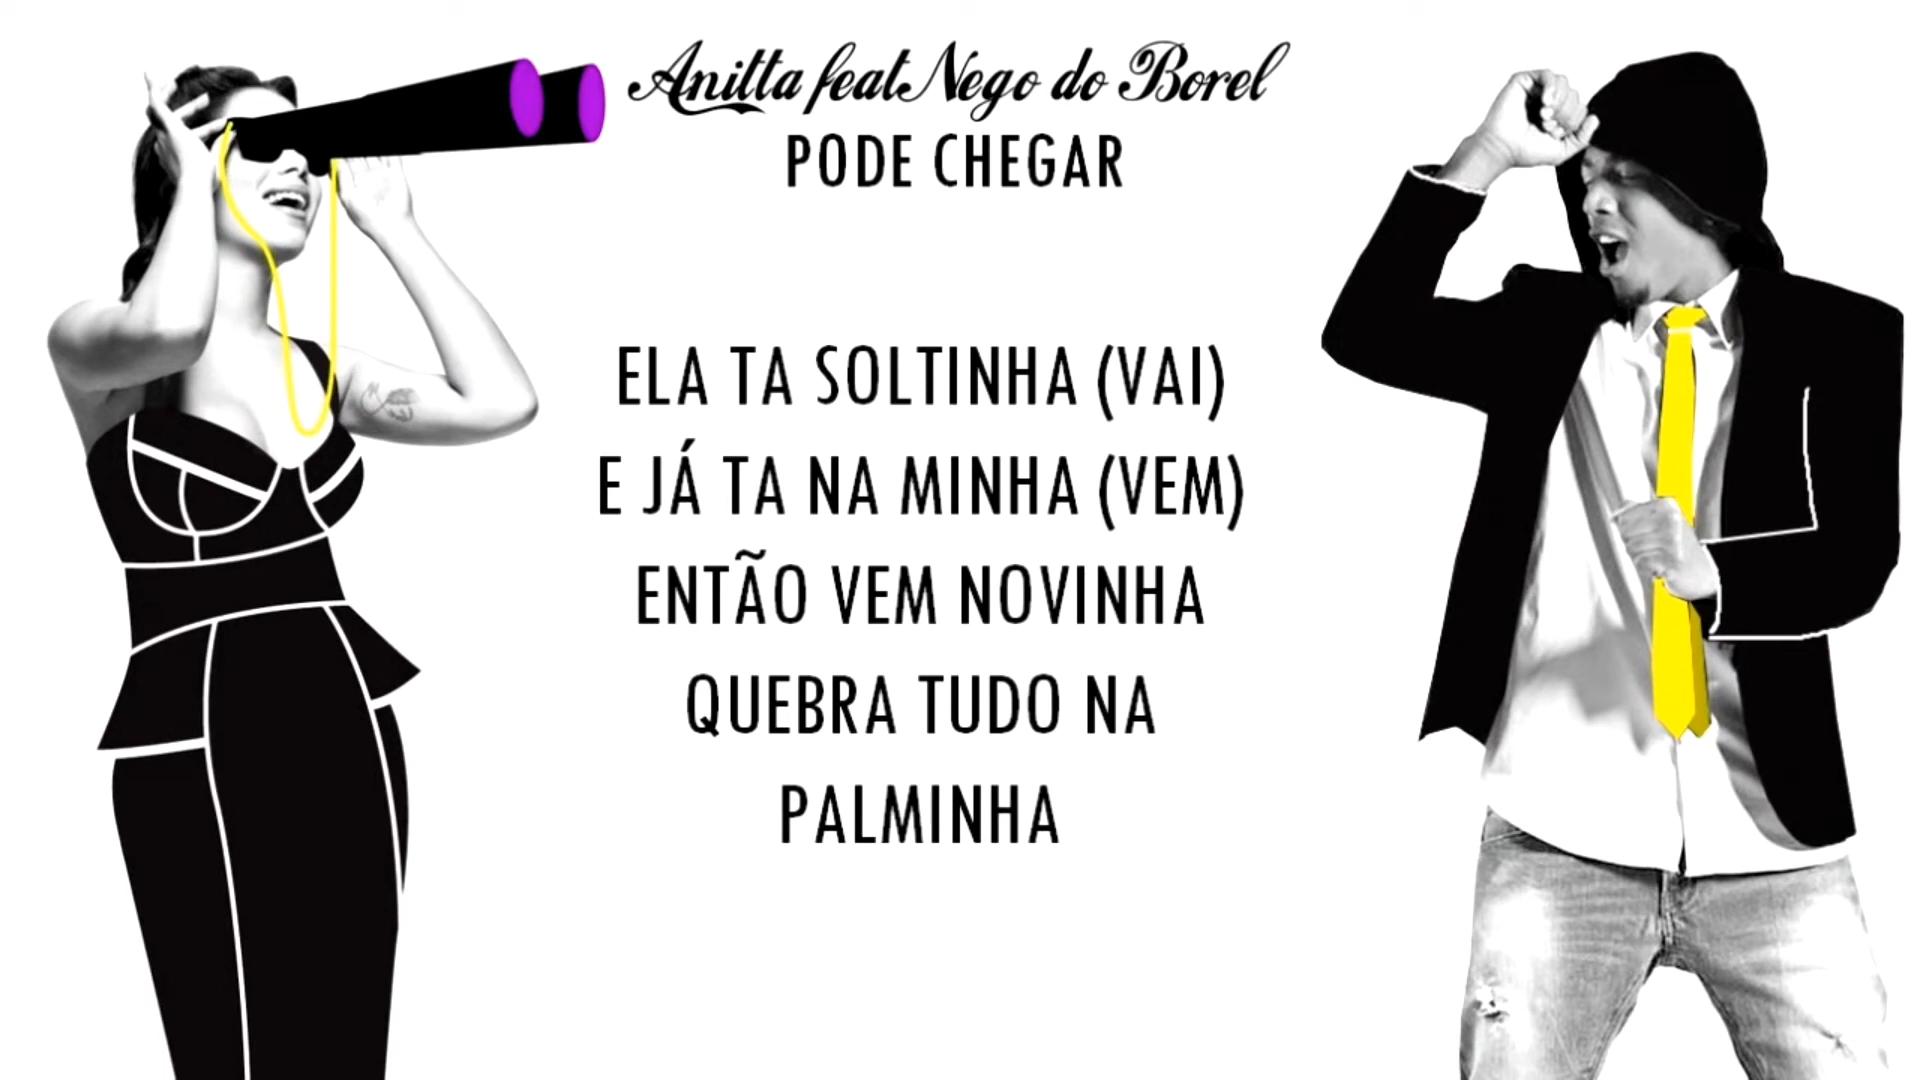 Anitta feat Nego do Borel
PODE CHEGAR
ELA TA SOLTINHA (VAI)
E JÁ TA NA MINHA (VEM)
ENTÃO VEM NOVINHA
QUEBRA TUDO NA
PALMINHA